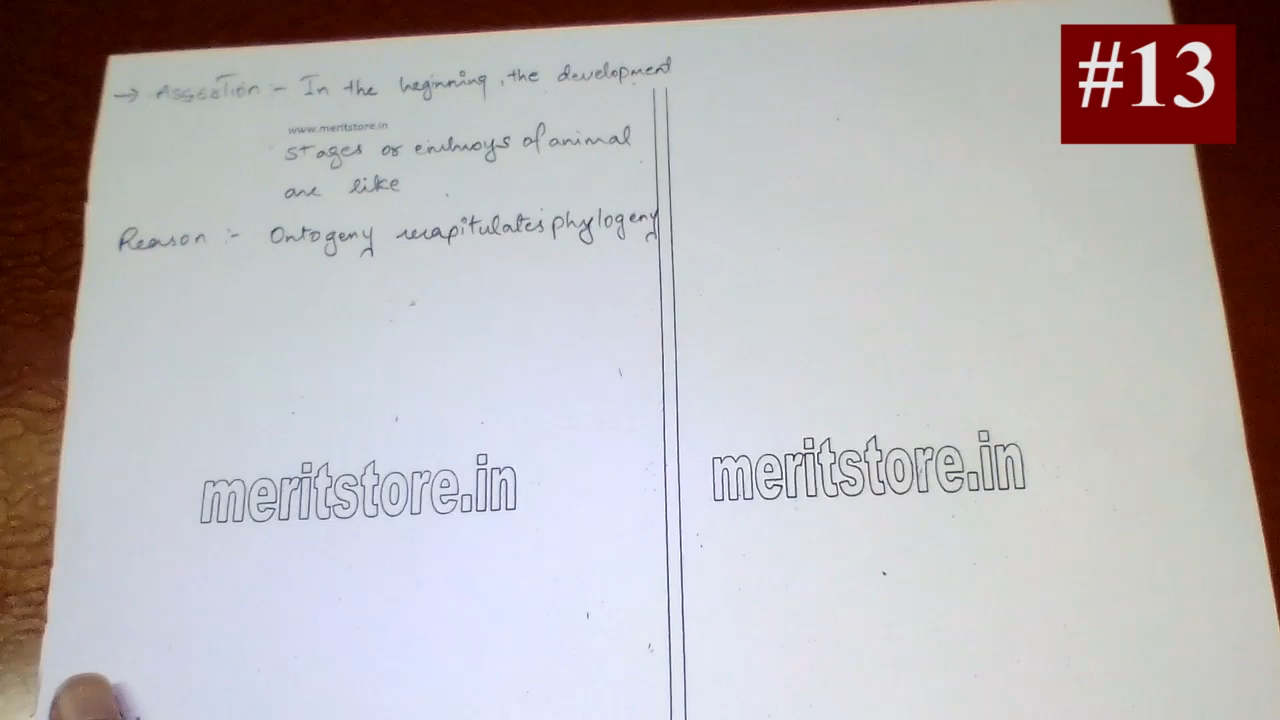 #13
→ ASSERTION - In the beginning, the development
www.meritstore.in
stages or embroys of animal
are like
Reason :- Ontogeny recapitulates phylogeny
meritstore.in
meritstore.in